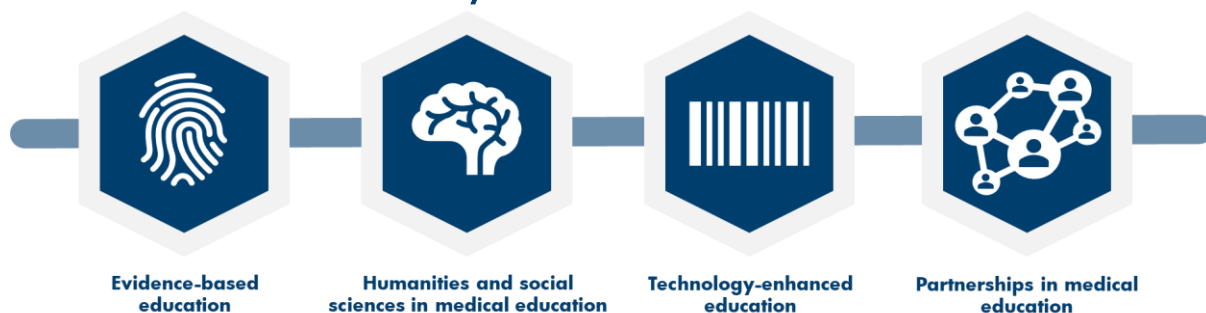 Evidence-based
education
Humanities and social
sciences in medical education
Technology-enhanced
education
Partnerships in medical
education